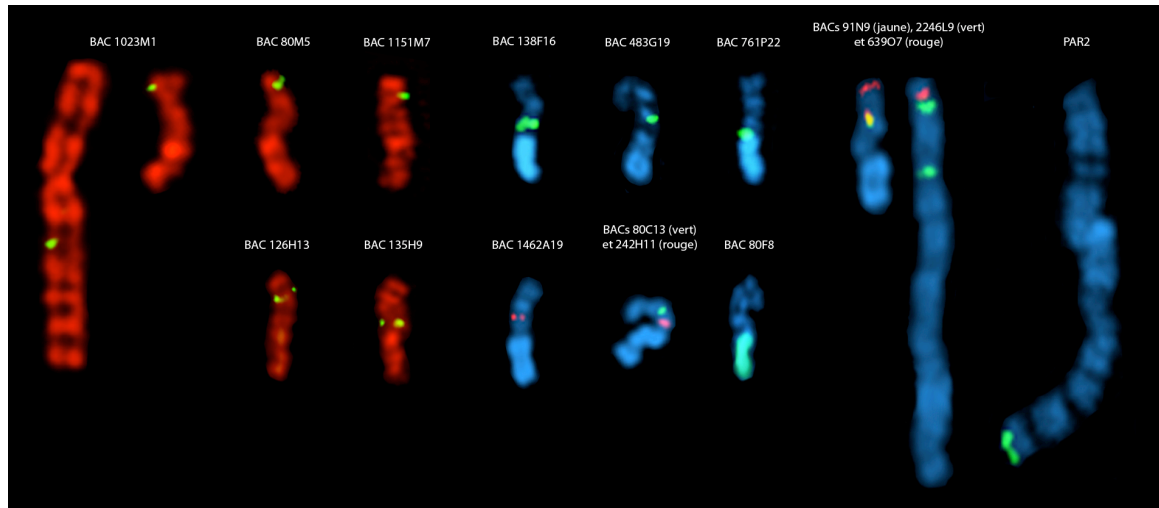 BAC 1023M1
BAC 80M5
BAC 1151M7
BAC 138F16
BAC 483G19
BAC 761P22
BACs 91N9 (jaune), 2246L9 (vert)
et 639O7 (rouge)
PAR2
BAC 126H13
BAC 135H9
BAC 1462A19
BACs 80C13 (vert)
et 242H11 (rouge)
BAC 80F8